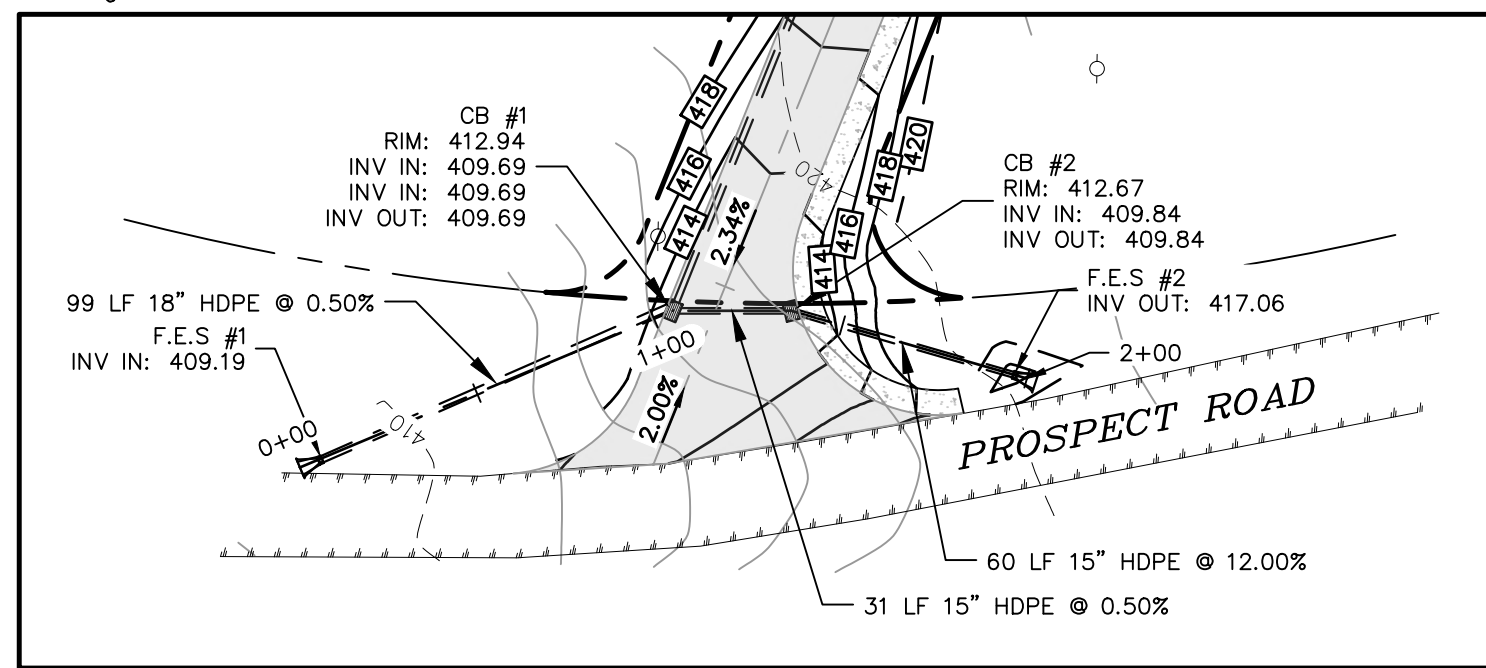 CB #1
RIM: 412.94
INV IN: 409.69
INV IN: 409.69
INV OUT: 409.69
418
416
414
2.34%
420
418
420
416
414
CB #2
RIM: 412.67
INV IN: 409.84
INV OUT: 409.84
F.E.S #2
INV OUT: 417.06
99 LF 18" HDPE @ 0.50%
F.E.S #1
INV IN: 409.19
1+00
2+00
2.00%
0+00
410
PROSPECT ROAD
60 LF 15" HDPE @ 12.00%
31 LF 15" HDPE @ 0.50%